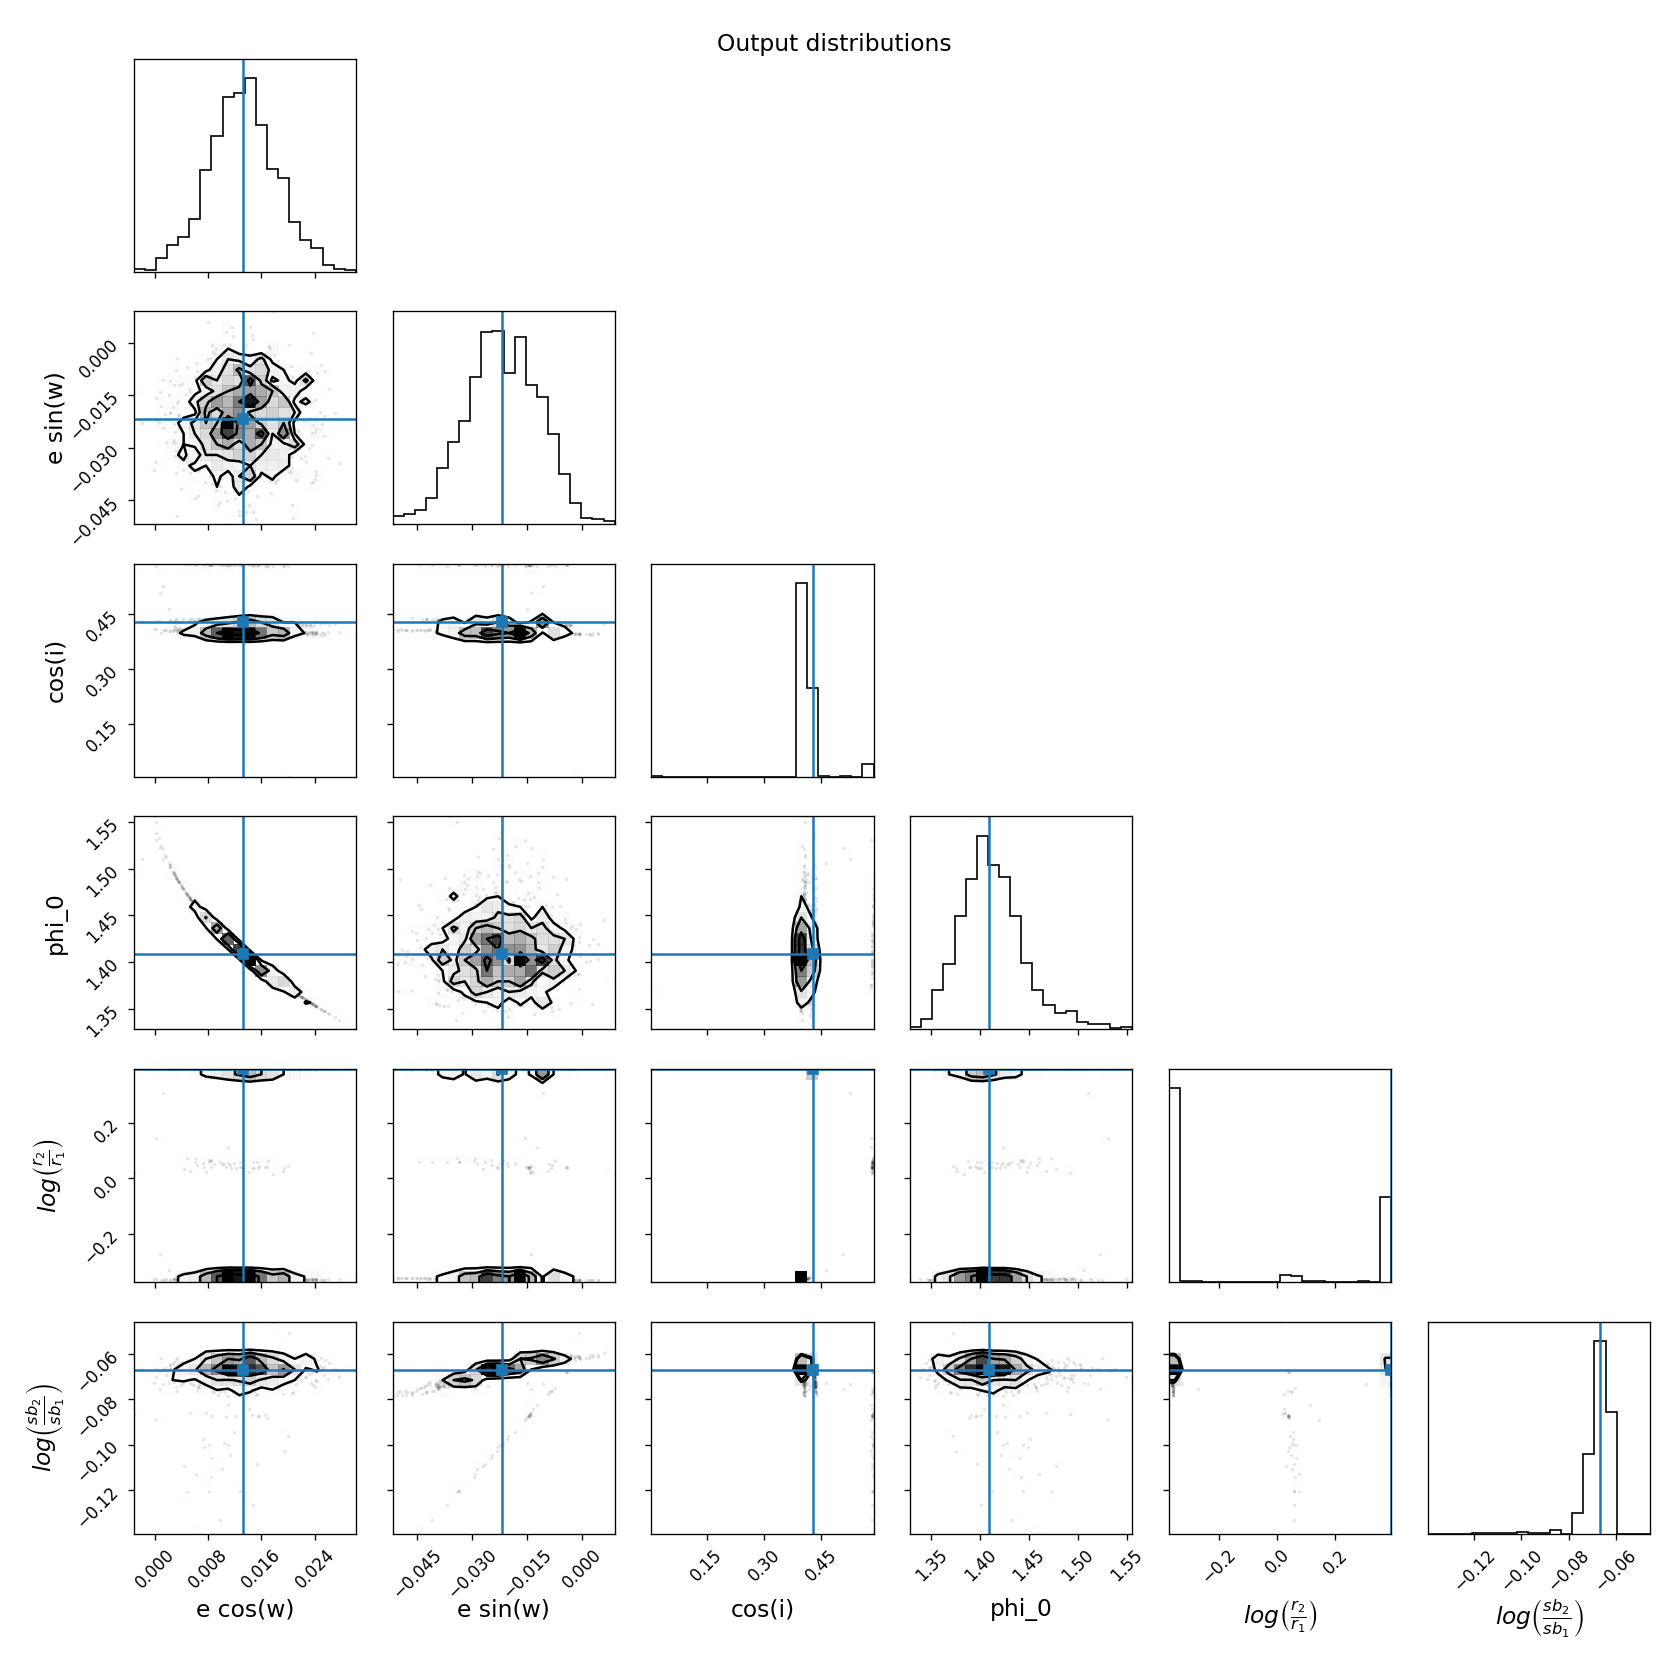 Output distributions
e sin(w)
0.000
−0.015
−0.030
−0.045
cos(i)
0.45
0.30
0.15
phi_0
1.55
1.50
1.45
1.40
1.35
log(r₂/r₁)
0.2
0.0
−0.2
log(sb₂/sb₁)
−0.06
−0.08
−0.10
−0.12
0.000 0.008 0.016 0.024
e cos(w)
−0.045 −0.030 −0.015 0.000
e sin(w)
0.15 0.30 0.45
cos(i)
1.35 1.40 1.45 1.50 1.55
phi_0
−0.2 0.0 0.2
log(r₂/r₁)
−0.12 −0.10 −0.08 −0.06
log(sb₂/sb₁)